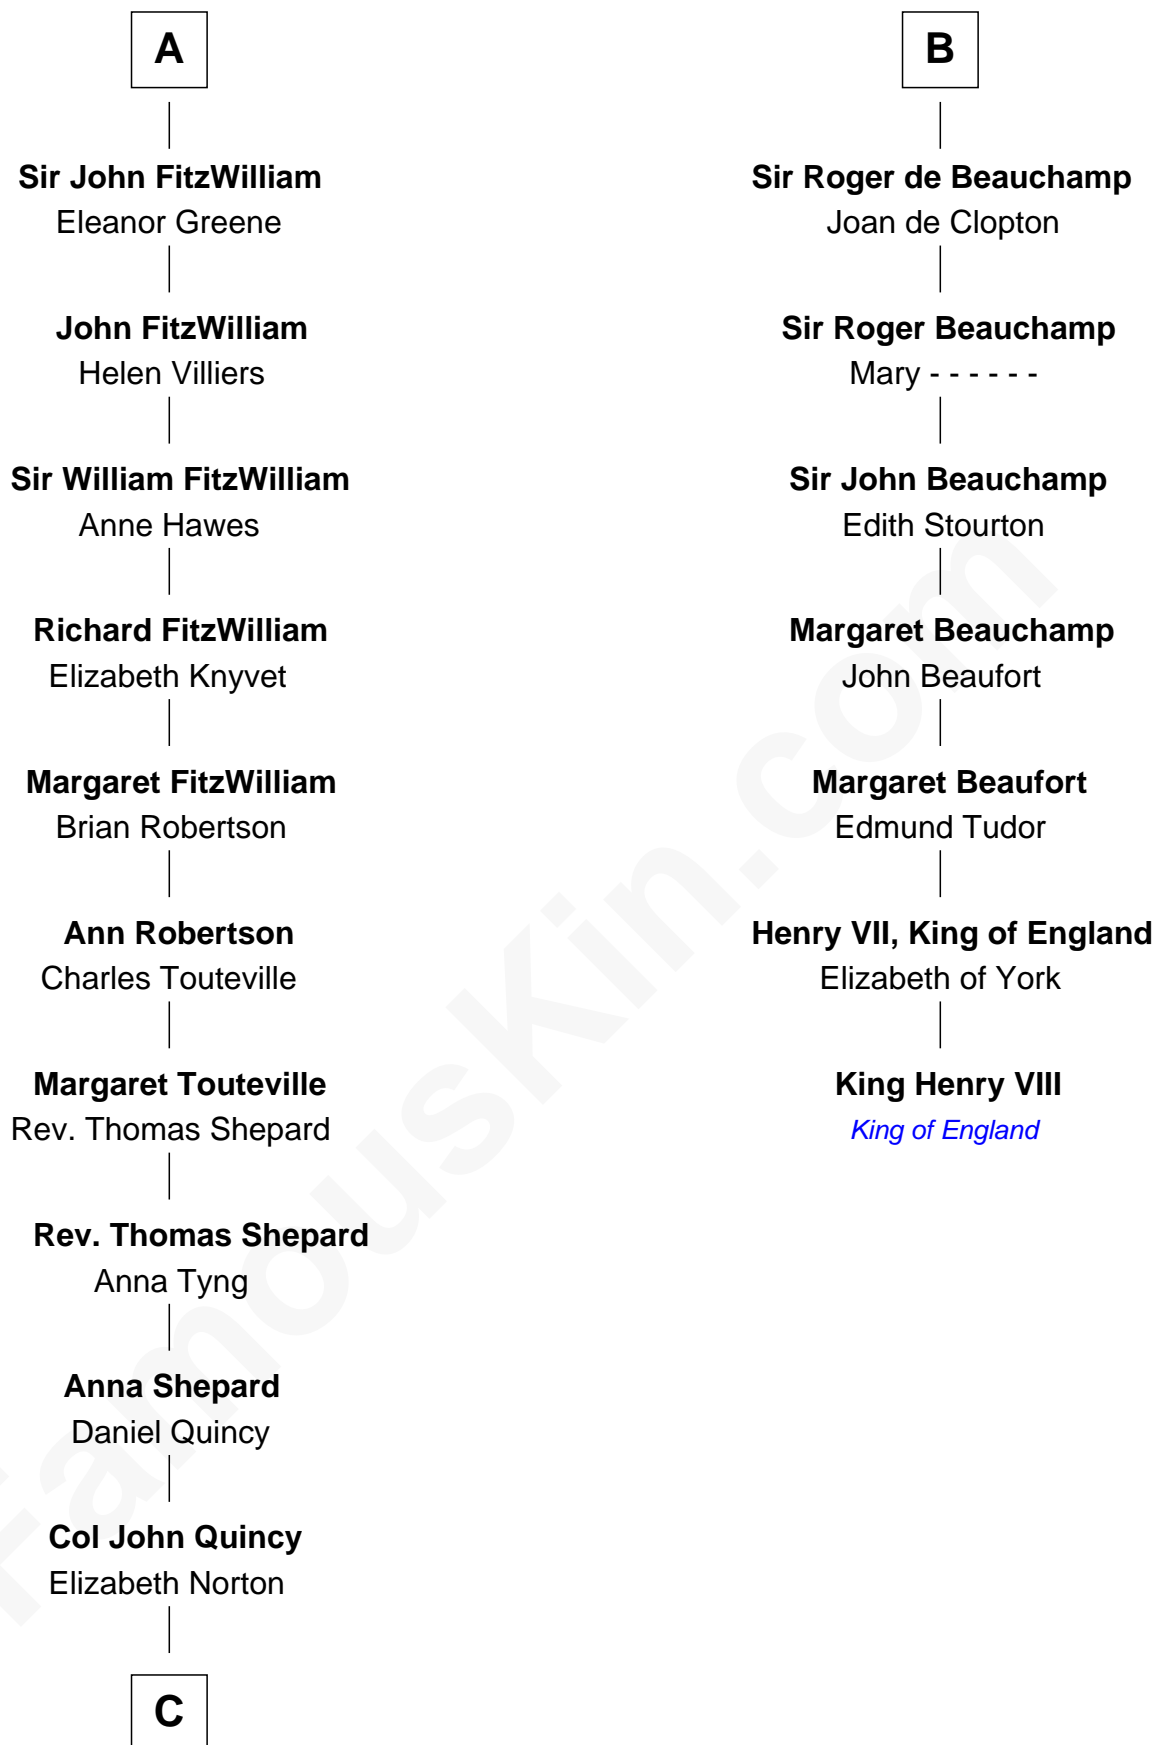 A
Sir John FitzWilliam
Eleanor Greene
John FitzWilliam
Helen Villiers
Sir William FitzWilliam
Anne Hawes
Richard FitzWilliam
Elizabeth Knyvet
Margaret FitzWilliam
Brian Robertson
Ann Robertson
Charles Touteville
Margaret Touteville
Rev. Thomas Shepard
Rev. Thomas Shepard
Anna Tyng
Anna Shepard
Daniel Quincy
Col John Quincy
Elizabeth Norton
C
B
Sir Roger de Beauchamp
Joan de Clopton
Sir Roger Beauchamp
Mary - - - - - -
Sir John Beauchamp
Edith Stourton
Margaret Beauchamp
John Beaufort
Margaret Beaufort
Edmund Tudor
Henry VII, King of England
Elizabeth of York
King Henry VIII
King of England
FamousKin.com